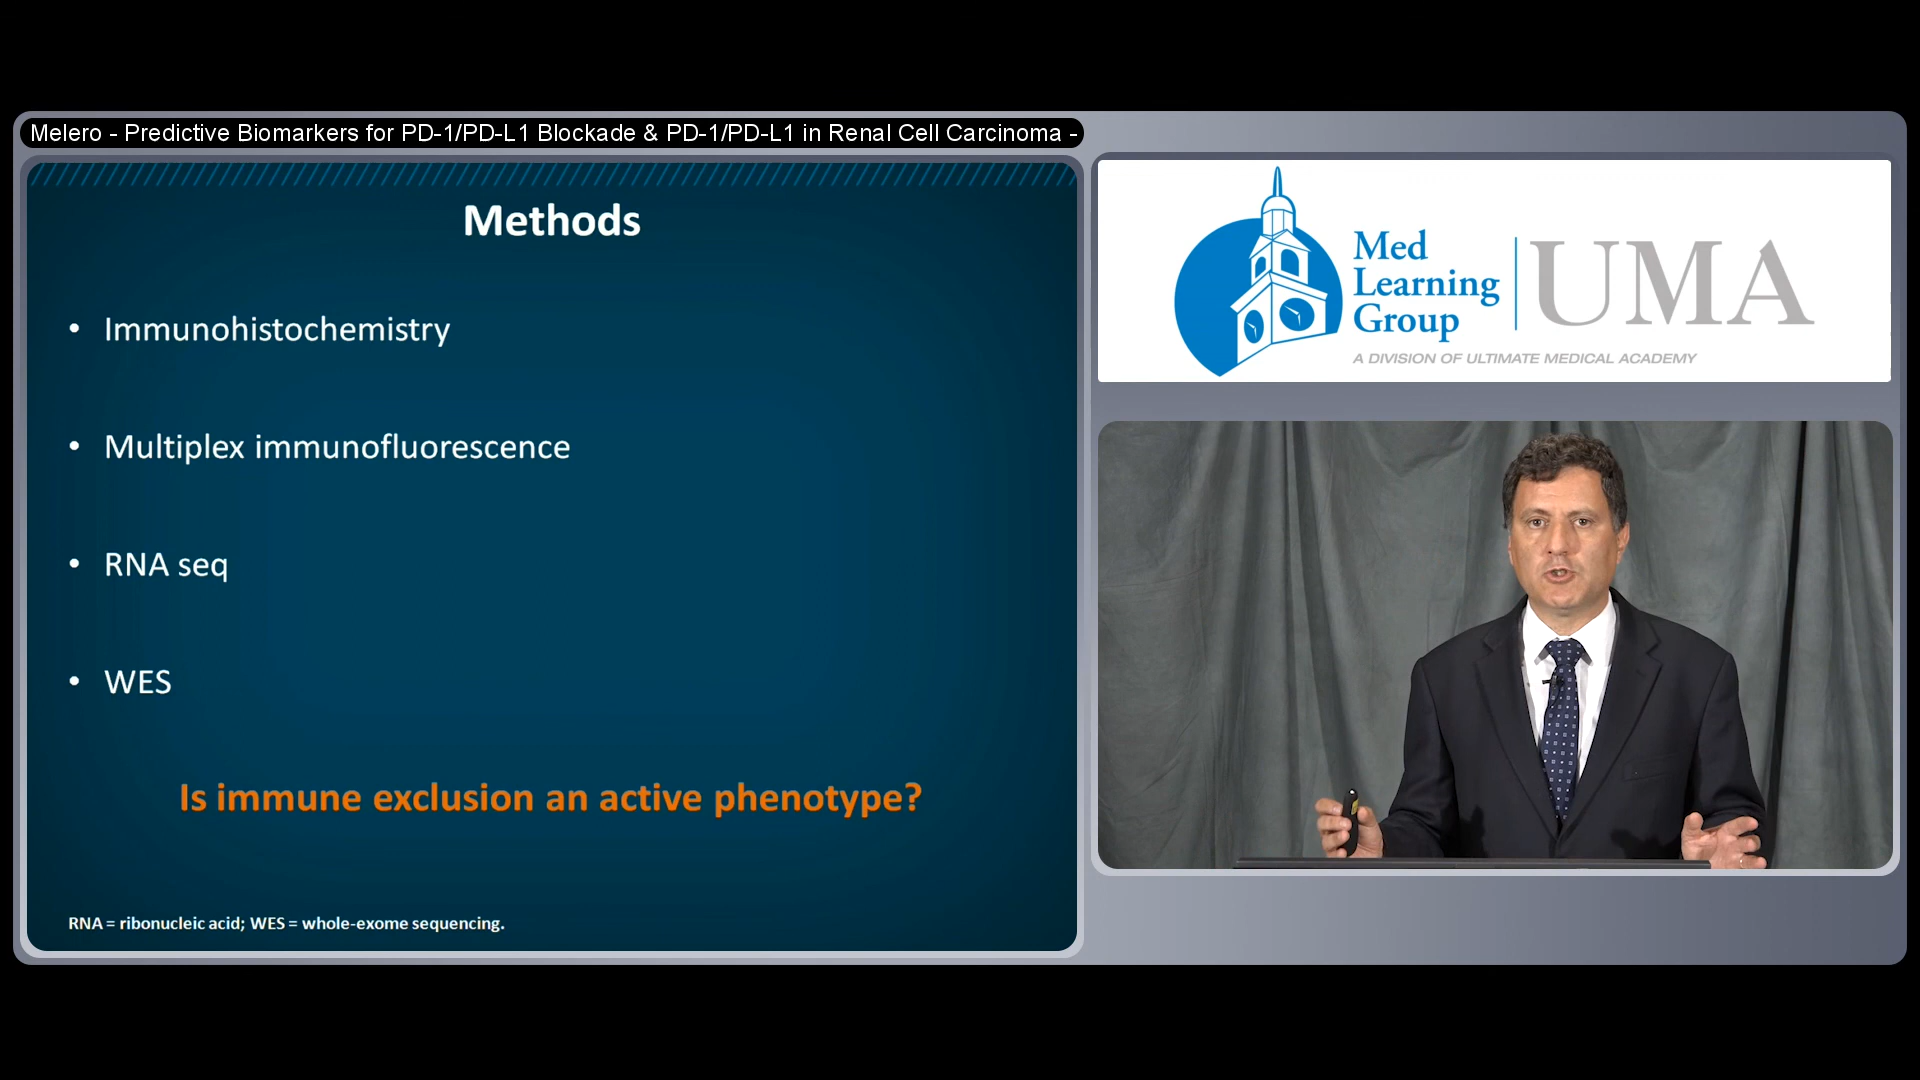 Melero - Predictive Biomarkers for PD-1/PD-L1 Blockade & PD-1/PD-L1 in Renal Cell Carcinoma -
Methods
• Immunohistochemistry
• Multiplex immunofluorescence
• RNA seq
• WES
Is immune exclusion an active phenotype?
RNA = ribonucleic acid; WES = whole-exome sequencing.
Med
Learning
Group
UMA
A DIVISION OF ULTIMATE MEDICAL ACADEMY